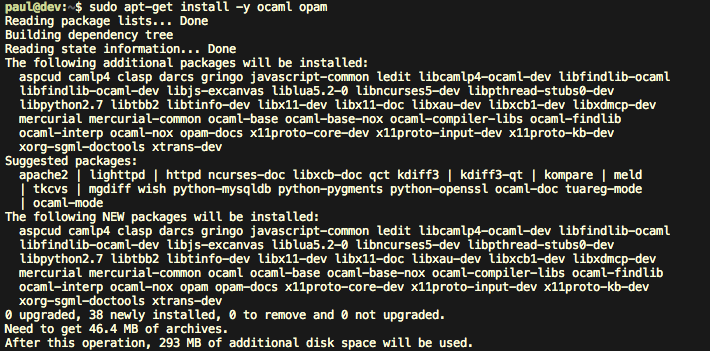 paul@dev:~$ sudo apt-get install -y ocaml opam
Reading package lists... Done
Building dependency tree
Reading state information... Done
The following additional packages will be installed:
  aspcud camlp4 clasp darcs gringo javascript-common ledit libcamlp4-ocaml-dev libfindlib-ocaml
  libfindlib-ocaml-dev libjs-excanvas liblua5.2-0 libncurses5-dev libpthread-stubs0-dev
  libpython2.7 libtbb2 libtinfo-dev libx11-dev libx11-doc libxau-dev libxcb1-dev libxdmcp-dev
  mercurial mercurial-common ocaml-base ocaml-base-nox ocaml-compiler-libs ocaml-findlib
  ocaml-interp ocaml-nox opam-docs x11proto-core-dev x11proto-input-dev x11proto-kb-dev
  xorg-sgml-doctools xtrans-dev
Suggested packages:
  apache2 | lighttpd | httpd ncurses-doc libxcb-doc qct kdiff3 | kdiff3-qt | kompare | meld
  | tkcvs | mgdiff wish python-mysqldb python-pygments python-openssl ocaml-doc tuareg-mode
  | ocaml-mode
The following NEW packages will be installed:
  aspcud camlp4 clasp darcs gringo javascript-common ledit libcamlp4-ocaml-dev libfindlib-ocaml
  libfindlib-ocaml-dev libjs-excanvas liblua5.2-0 libncurses5-dev libpthread-stubs0-dev
  libpython2.7 libtbb2 libtinfo-dev libx11-dev libx11-doc libxau-dev libxcb1-dev libxdmcp-dev
  mercurial mercurial-common ocaml ocaml-base ocaml-base-nox ocaml-compiler-libs ocaml-findlib
  ocaml-interp ocaml-nox opam opam-docs x11proto-core-dev x11proto-input-dev x11proto-kb-dev
  xorg-sgml-doctools xtrans-dev
0 upgraded, 38 newly installed, 0 to remove and 0 not upgraded.
Need to get 46.4 MB of archives.
After this operation, 293 MB of additional disk space will be used.